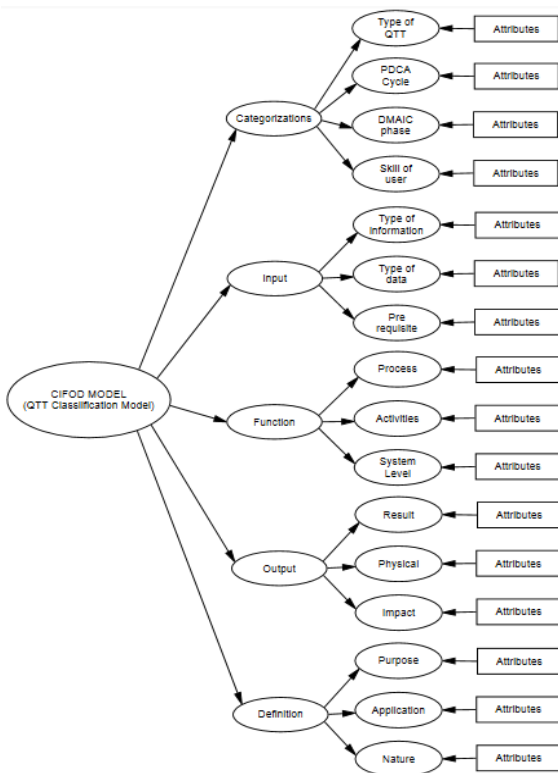 Type of
QTT
Attributes
PDCA
Cycle
Attributes
Categorizations
DMAIC
phase
Attributes
Skill of
user
Attributes
Type of
Information
Attributes
Input
Type of
data
Attributes
Pre
requisite
Attributes
CIFOD MODEL
(QTT Classification Model)
Process
Attributes
Function
Activities
Attributes
System
Level
Attributes
Result
Attributes
Output
Physical
Attributes
Impact
Attributes
Purpose
Attributes
Definition
Application
Attributes
Nature
Attributes